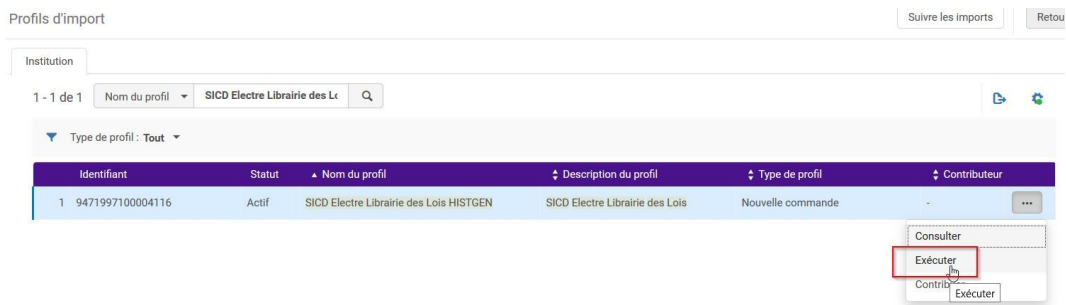 Profils d'import
Suivre les imports
Retou
Institution
1 - 1 de 1 Nom du profil SICD Electre Librairie des Lo
Type de profil : Tout
Identifiant Statut Nom du profil Description du profil Type de profil Contributeur
1 9471997100004116 Actif SICD Electre Librairie des Lois HISTGEN SICD Electre Librairie des Lois Nouvelle commande - ...
Consulter
Exécuter
Contrib
Exécuter